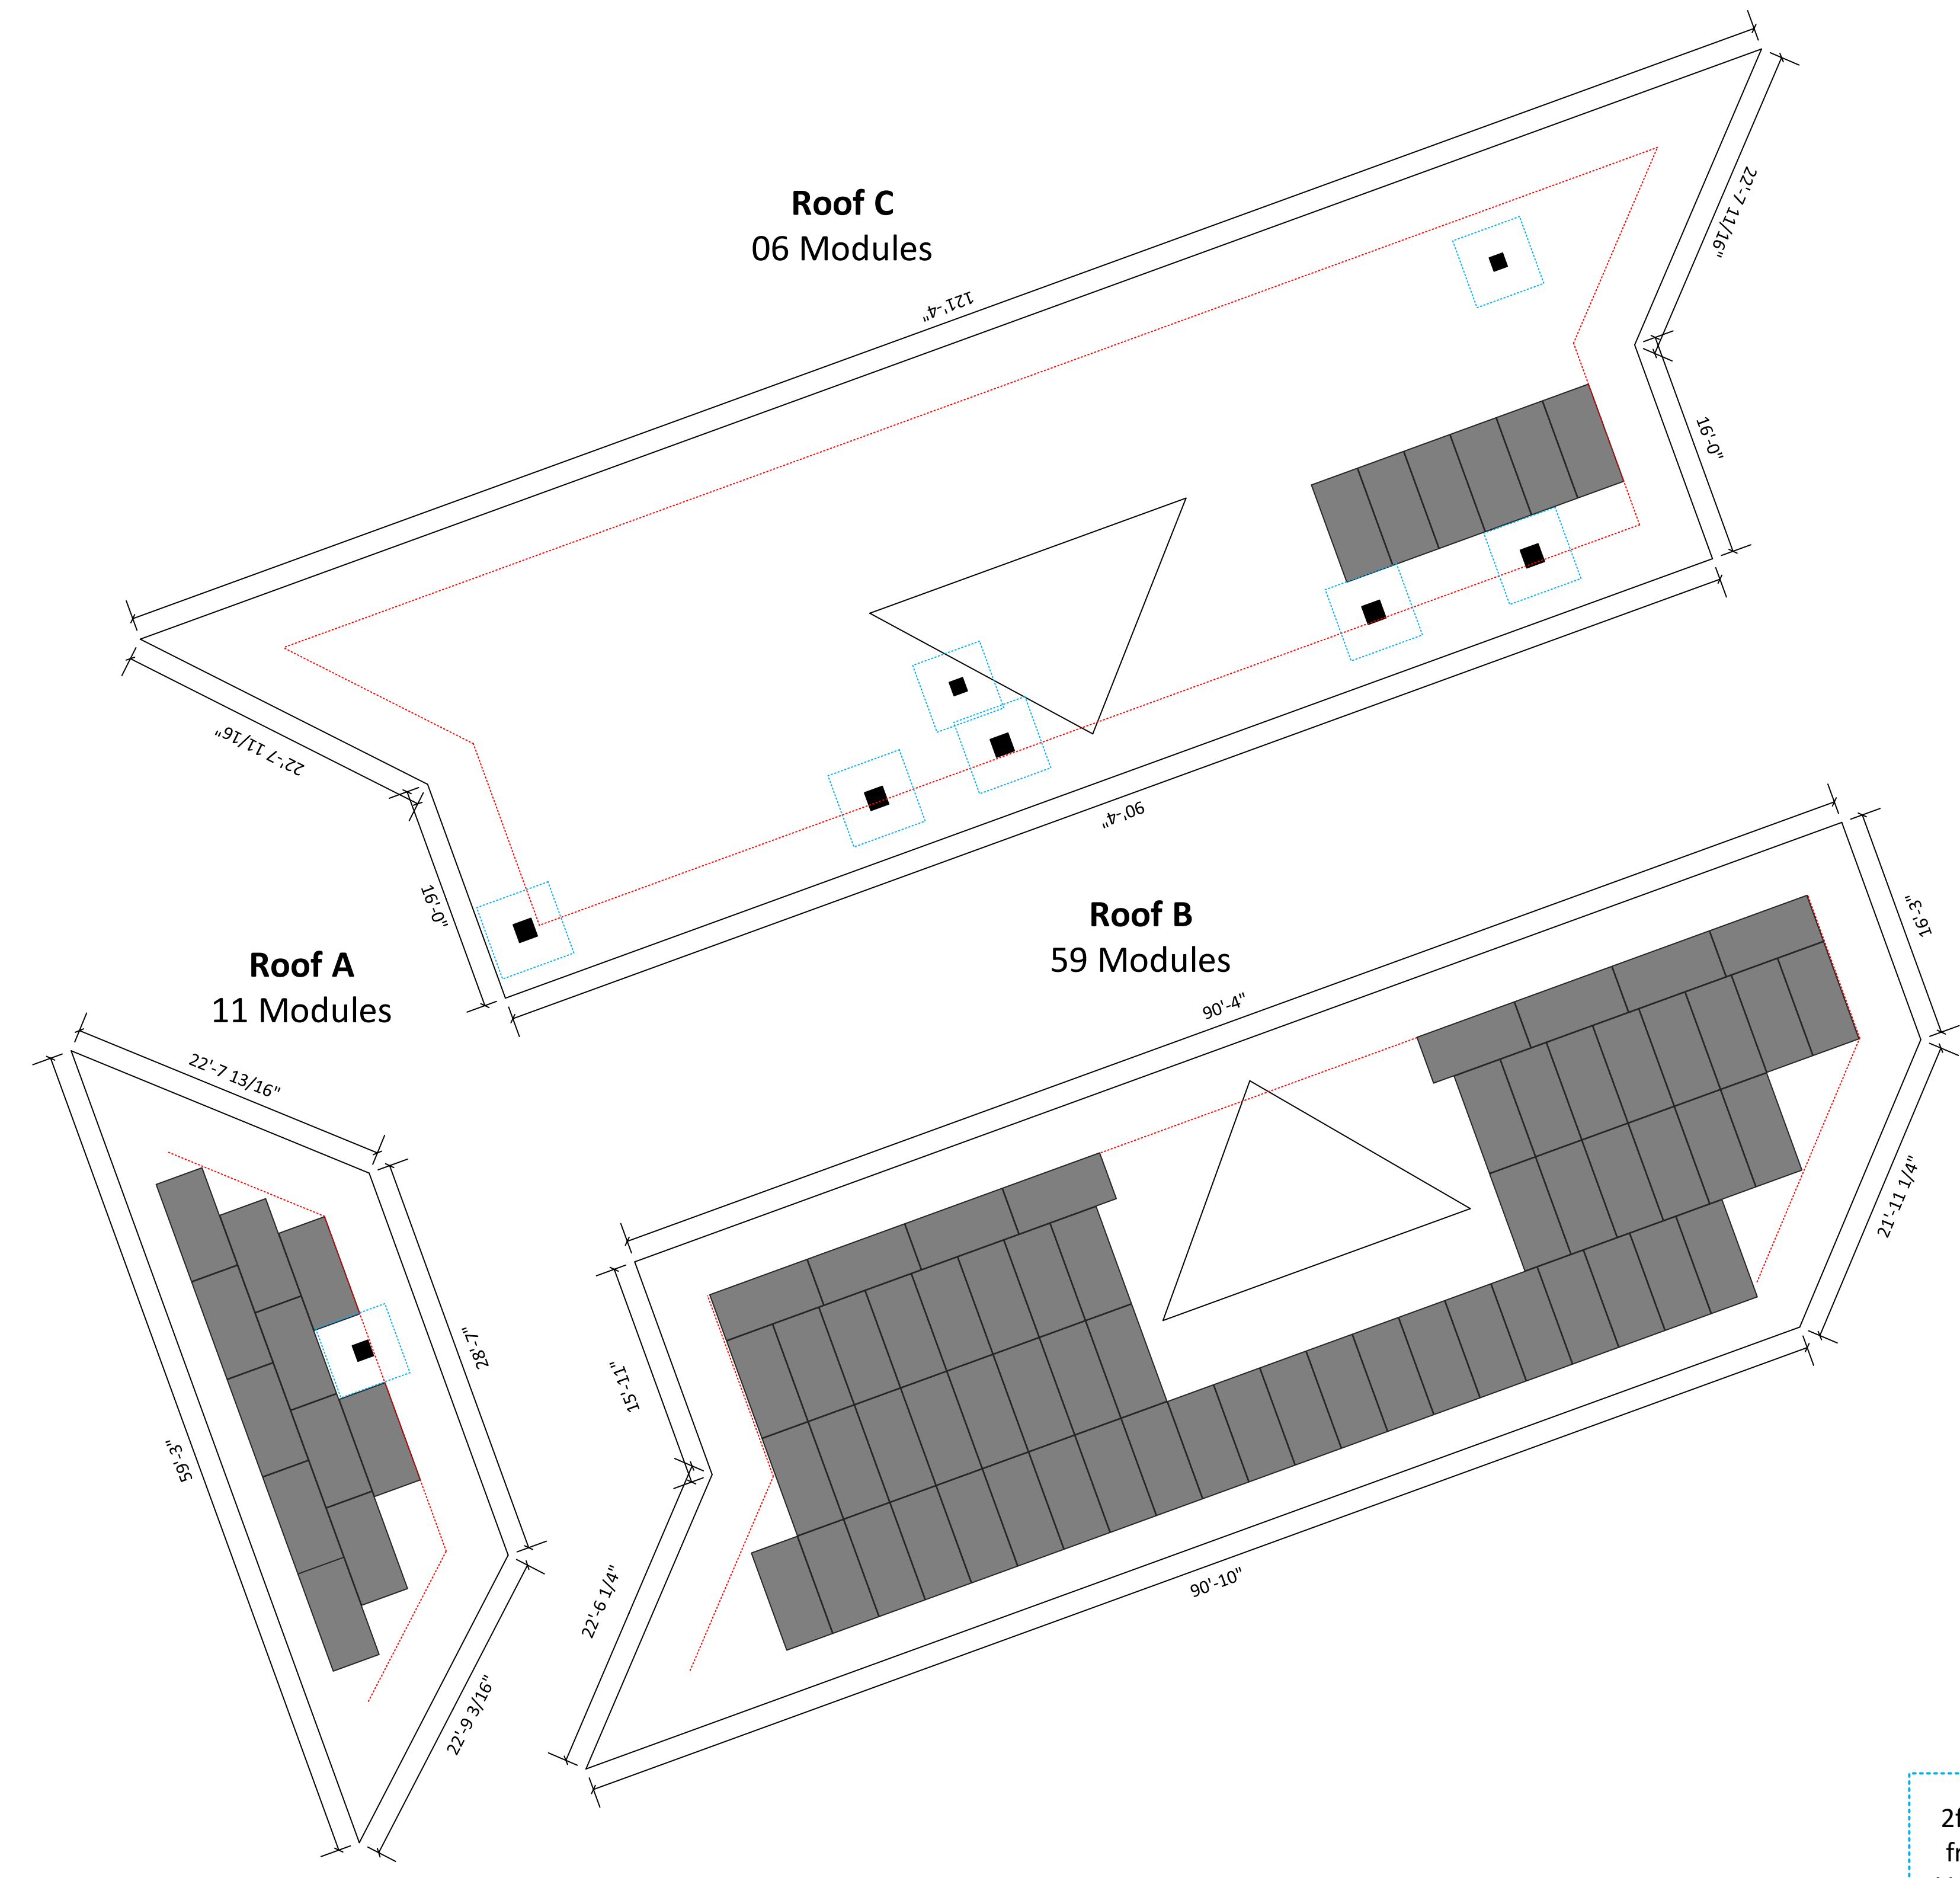 Roof C
06 Modules
121'-4"
22'-7 11/16"
16'-0"
90'-4"
22'-7 11/16"
16'-0"
Roof A
11 Modules
22'-7 13/16"
28'-7"
59'-3"
22'-9 3/16"
Roof B
59 Modules
90'-4"
16'-3"
21'-11 1/4"
15'-11"
22'-6 1/4"
90'-10"